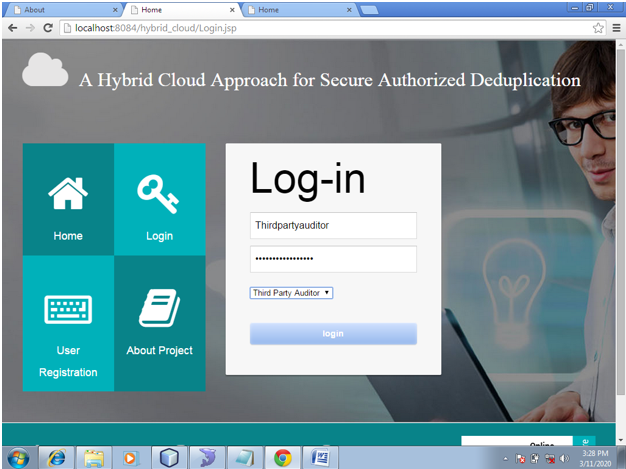 About
Home
Home
localhost:8084/hybrid_cloud/Login.jsp
A Hybrid Cloud Approach for Secure Authorized Deduplication
Log-in
Thirdpartyauditor
••••••••••••••••
Third Party Auditor
login
Home
Login
User
Registration
About Project
Online
3:28 PM
3/11/2020